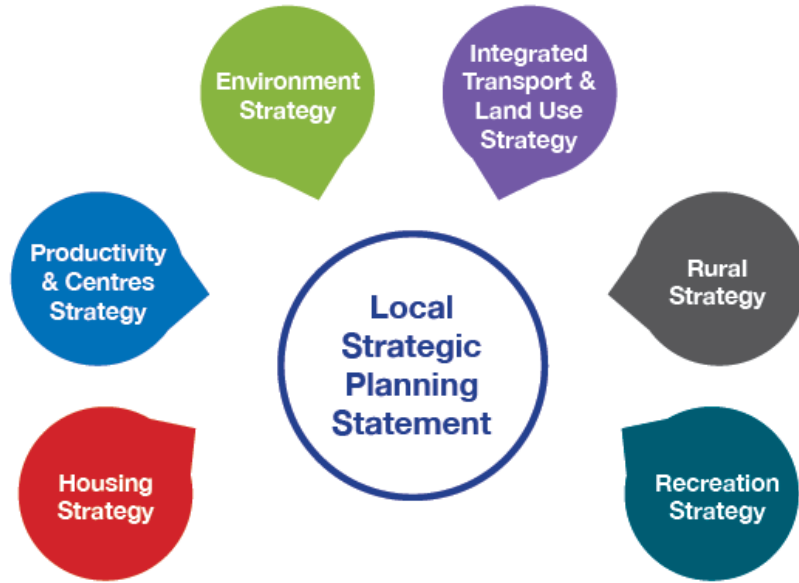 Environment
Strategy
Integrated
Transport &
Land Use
Strategy
Productivity
& Centres
Strategy
Local
Strategic
Planning
Statement
Rural
Strategy
Housing
Strategy
Recreation
Strategy